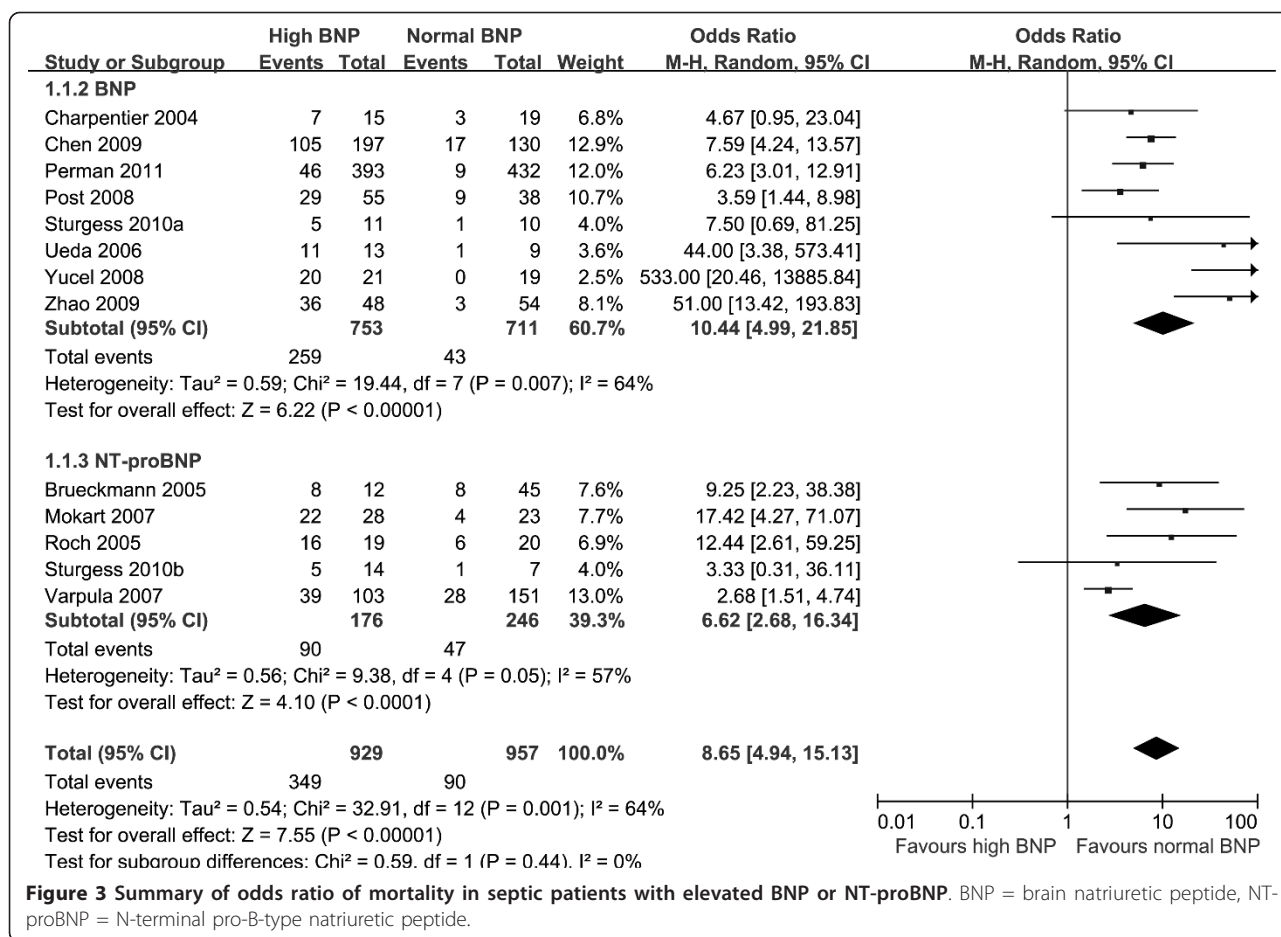 High BNP Normal BNP Odds Ratio Odds Ratio
Study or Subgroup Events Total Events Total Weight M-H, Random, 95% CI M-H, Random, 95% CI
1.1.2 BNP
Charpentier 2004 7 15 3 19 6.8% 4.67 [0.95, 23.04]
Chen 2009 105 197 17 130 12.9% 7.59 [4.24, 13.57]
Perman 2011 46 393 9 432 12.0% 6.23 [3.01, 12.91]
Post 2008 29 55 9 38 10.7% 3.59 [1.44, 8.98]
Sturgess 2010a 5 11 1 10 4.0% 7.50 [0.69, 81.25]
Ueda 2006 11 13 1 9 3.6% 44.00 [3.38, 573.41]
Yucel 2008 20 21 0 19 2.5% 533.00 [20.46, 13885.84]
Zhao 2009 36 48 3 54 8.1% 51.00 [13.42, 193.83]
Subtotal (95% CI) 753 711 60.7% 10.44 [4.99, 21.85]
Total events 259 43
Heterogeneity: Tau² = 0.59; Chi² = 19.44, df = 7 (P = 0.007); I² = 64%
Test for overall effect: Z = 6.22 (P < 0.00001)
1.1.3 NT-proBNP
Brueckmann 2005 8 12 8 45 7.6% 9.25 [2.23, 38.38]
Mokart 2007 22 28 4 23 7.7% 17.42 [4.27, 71.07]
Roch 2005 16 19 6 20 6.9% 12.44 [2.61, 59.25]
Sturgess 2010b 5 14 1 7 4.0% 3.33 [0.31, 36.11]
Varpula 2007 39 103 28 151 13.0% 2.68 [1.51, 4.74]
Subtotal (95% CI) 176 246 39.3% 6.62 [2.68, 16.34]
Total events 90 47
Heterogeneity: Tau² = 0.56; Chi² = 9.38, df = 4 (P = 0.05); I² = 57%
Test for overall effect: Z = 4.10 (P < 0.0001)
Total (95% CI) 929 957 100.0% 8.65 [4.94, 15.13]
Total events 349 90
Heterogeneity: Tau² = 0.54; Chi² = 32.91, df = 12 (P = 0.001); I² = 64%
Test for overall effect: Z = 7.55 (P < 0.00001)
Test for subgroup differences: Chi² = 0.59, df = 1 (P = 0.44), I² = 0%
0.01 0.1 1 10 100
Favours high BNP Favours normal BNP
Figure 3 Summary of odds ratio of mortality in septic patients with elevated BNP or NT-proBNP. BNP = brain natriuretic peptide, NT-
proBNP = N-terminal pro-B-type natriuretic peptide.